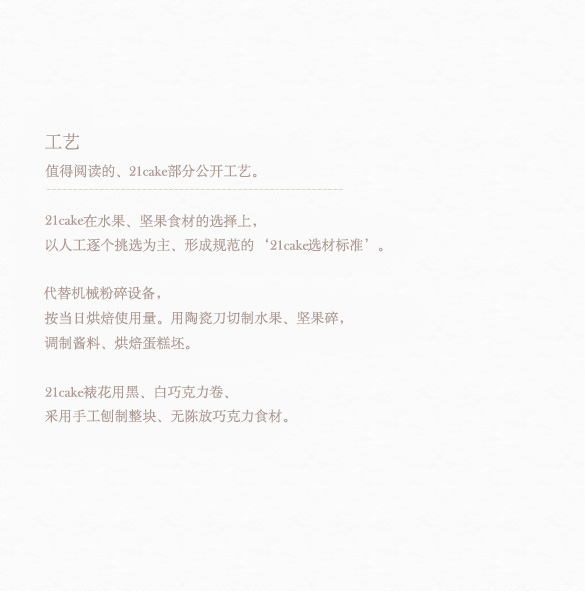 工艺
值得阅读的、21cake部分公开工艺。
21cake在水果、坚果食材的选择上，
以人工逐个挑选为主、形成规范的‘21cake选材标准’。
代替机械粉碎设备，
按当日烘焙使用量。用陶瓷刀切制水果、坚果碎，
调制酱料、烘焙蛋糕坯。
21cake裱花用黑、白巧克力卷、
采用手工刨制整块、无陈放巧克力食材。